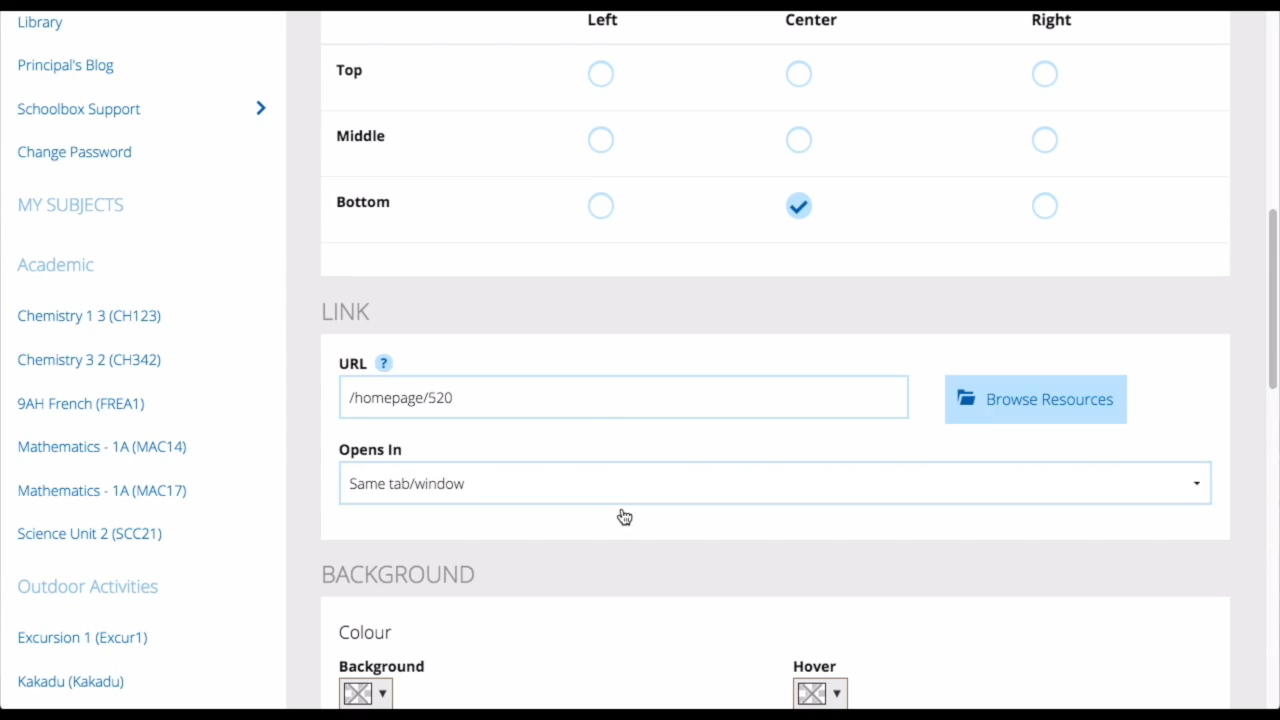 Library
Principal's Blog
Schoolbox Support
Change Password
MY SUBJECTS
Academic
Chemistry 1 3 (CH123)
Chemistry 3 2 (CH342)
9AH French (FREA1)
Mathematics - 1A (MAC14)
Mathematics - 1A (MAC17)
Science Unit 2 (SCC21)
Outdoor Activities
Excursion 1 (Excur1)
Kakadu (Kakadu)
Left Center Right
Top
Middle
Bottom
LINK
URL ?
/homepage/520 Browse Resources
Opens In
Same tab/window
BACKGROUND
Colour
Background Hover